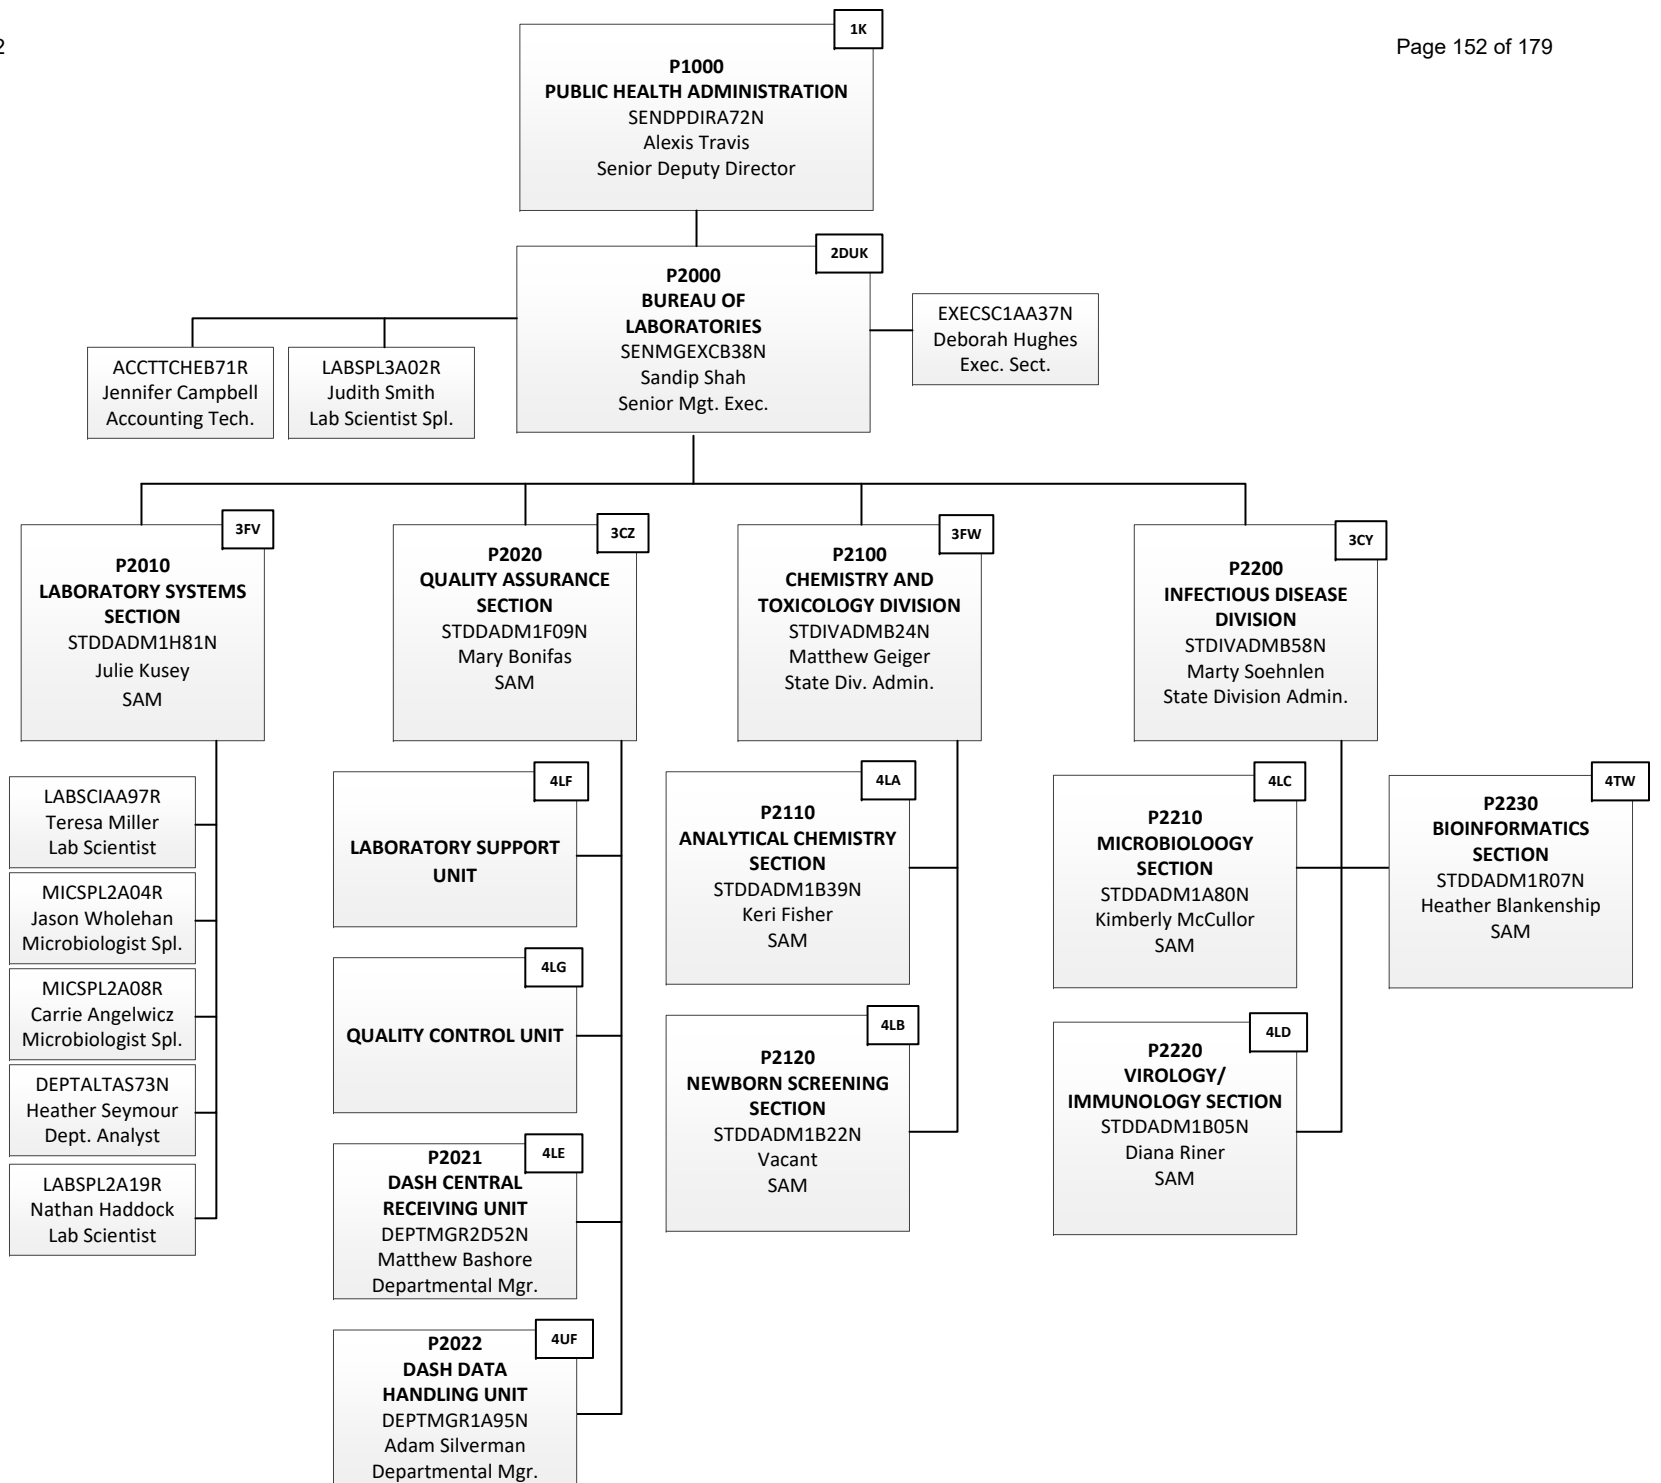 2
Page 152 of 179
1K
P1000
PUBLIC HEALTH ADMINISTRATION
SENDPDIRA72N
Alexis Travis
Senior Deputy Director
2DUK
P2000
BUREAU OF
LABORATORIES
SENMGEXCB38N
Sandip Shah
Senior Mgt. Exec.
EXECSC1AA37N
Deborah Hughes
Exec. Sect.
ACCTTCHEB71R
Jennifer Campbell
Accounting Tech.
LABSPL3A02R
Judith Smith
Lab Scientist Spl.
3FV
P2010
LABORATORY SYSTEMS
SECTION
STDDADM1H81N
Julie Kusey
SAM
3CZ
P2020
QUALITY ASSURANCE
SECTION
STDDADM1F09N
Mary Bonifas
SAM
3FW
P2100
CHEMISTRY AND
TOXICOLOGY DIVISION
STDIVADMB24N
Matthew Geiger
State Div. Admin.
3CY
P2200
INFECTIOUS DISEASE
DIVISION
STDIVADMB58N
Marty Soehnlen
State Division Admin.
LABSCIAA97R
Teresa Miller
Lab Scientist
MICSPL2A04R
Jason Wholehan
Microbiologist Spl.
MICSPL2A08R
Carrie Angelwicz
Microbiologist Spl.
DEPTALTAS73N
Heather Seymour
Dept. Analyst
LABSPL2A19R
Nathan Haddock
Lab Scientist
4LF
LABORATORY SUPPORT
UNIT
4LG
QUALITY CONTROL UNIT
4LE
P2021
DASH CENTRAL
RECEIVING UNIT
DEPTMGR2D52N
Matthew Bashore
Departmental Mgr.
4UF
P2022
DASH DATA
HANDLING UNIT
DEPTMGR1A95N
Adam Silverman
Departmental Mgr.
4LA
P2110
ANALYTICAL CHEMISTRY
SECTION
STDDADM1B39N
Keri Fisher
SAM
4LB
P2120
NEWBORN SCREENING
SECTION
STDDADM1B22N
Vacant
SAM
4LC
P2210
MICROBIOLOOGY
SECTION
STDDADM1A80N
Kimberly McCullor
SAM
4TW
P2230
BIOINFORMATICS
SECTION
STDDADM1R07N
Heather Blankenship
SAM
4LD
P2220
VIROLOGY/
IMMUNOLOGY SECTION
STDDADM1B05N
Diana Riner
SAM